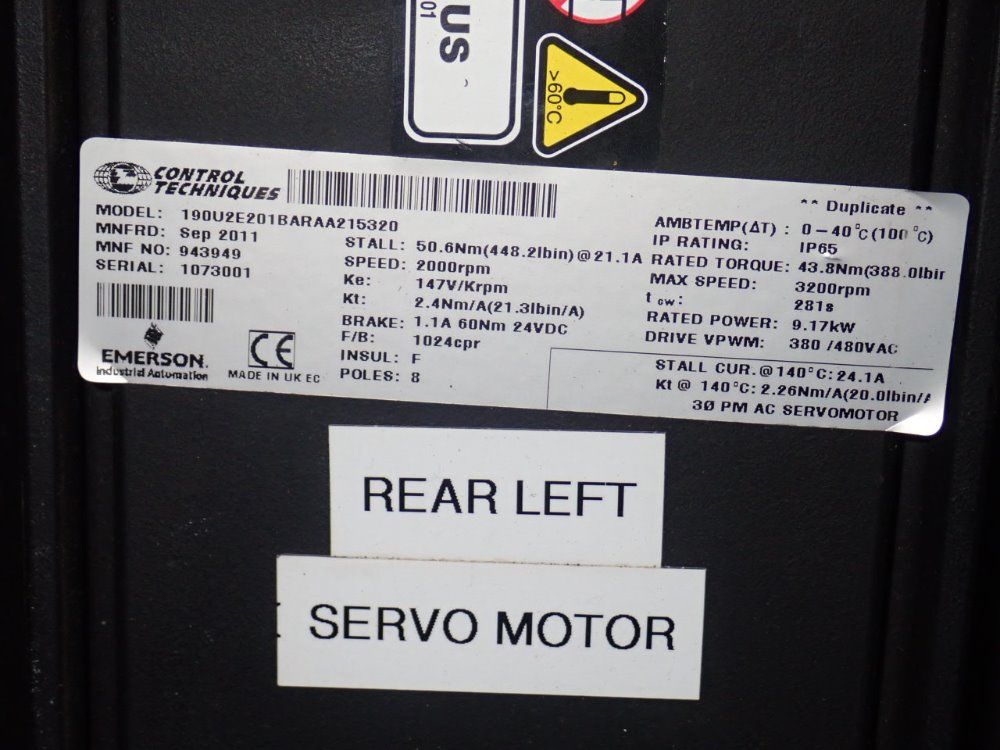 US
01
>60°C
CONTROL
TECHNIQUES
MODEL: 190U2E201BARAA215320
MNFRD: Sep 2011
MNF NO: 943949
SERIAL: 1073001
EMERSON.
Industrial Automation
CE
MADE IN UK EC
STALL: 50.6Nm(448.2lbin)@21.1A
SPEED: 2000rpm
Ke: 147V/Krpm
Kt: 2.4Nm/A(21.3lbin/A)
BRAKE: 1.1A 60Nm 24VDC
F/B: 1024cpr
INSUL: F
POLES: 8
** Duplicate **
AMBTEMP(ΔT) : 0-40°C(100°C)
IP RATING: IP65
RATED TORQUE: 43.8Nm(388.0lbin
MAX SPEED: 3200rpm
t cw: 281s
RATED POWER: 9.17kW
DRIVE VPWM: 380 /480VAC
STALL CUR.@140°C: 24.1A
Kt @ 140°C: 2.26Nm/A(20.0lbin/A
3Ø PM AC SERVOMOTOR
REAR LEFT
SERVO MOTOR